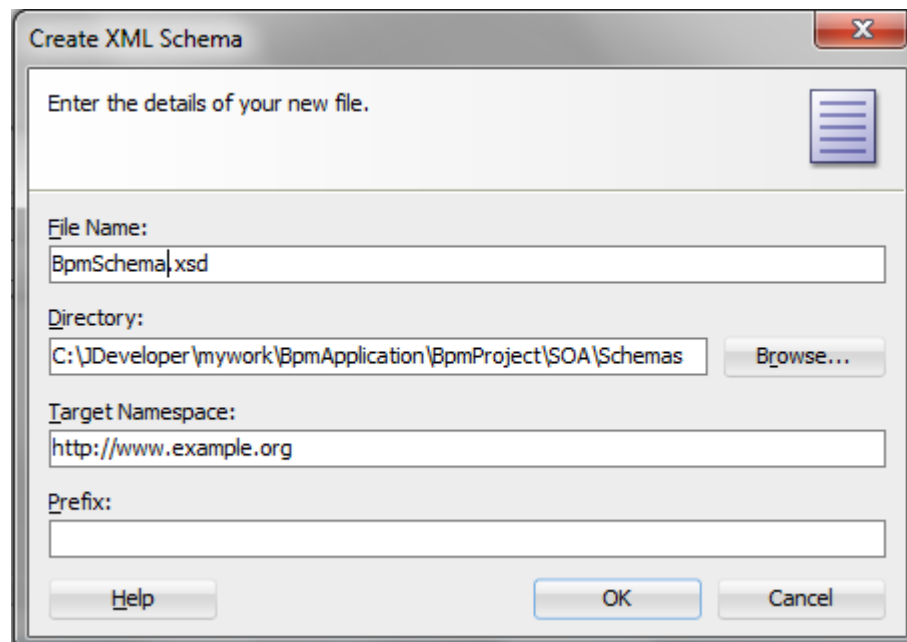 Create XML Schema
Enter the details of your new file.
File Name:
BpmSchema.xsd
Directory:
C:\JDeveloper\mywork\BpmApplication\BpmProject\SOA\Schemas
Browse...
Target Namespace:
http://www.example.org
Prefix:
Help
OK
Cancel